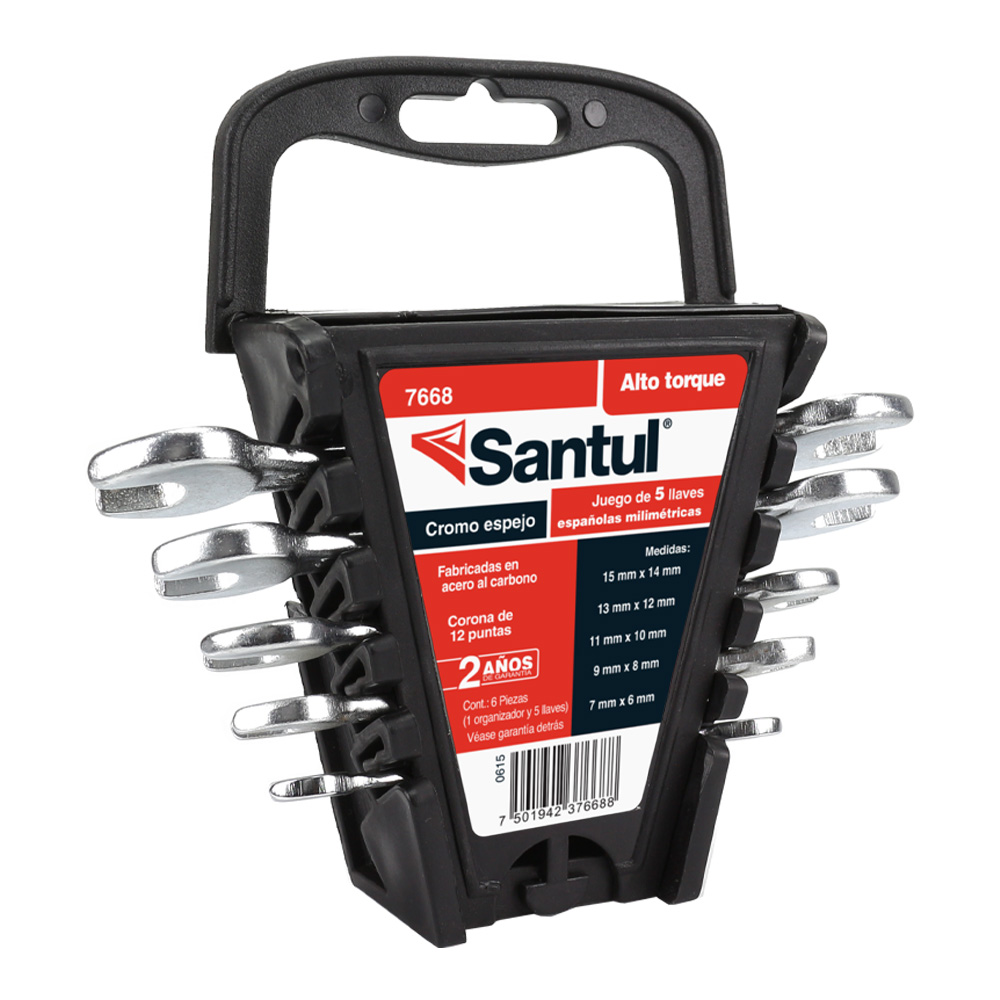 7668
Alto torque
Santul®
Cromo espejo
Juego de 5 llaves
españolas milimétricas
Fabricadas en
acero al carbono
Corona de
12 puntas
2 AÑOS
DE GARANTÍA
Cont.: 6 Piezas
(1 organizador y 5 llaves)
Véase garantía detrás
Medidas:
15 mm x 14 mm
13 mm x 12 mm
11 mm x 10 mm
9 mm x 8 mm
7 mm x 6 mm
0615
7 501942 376688